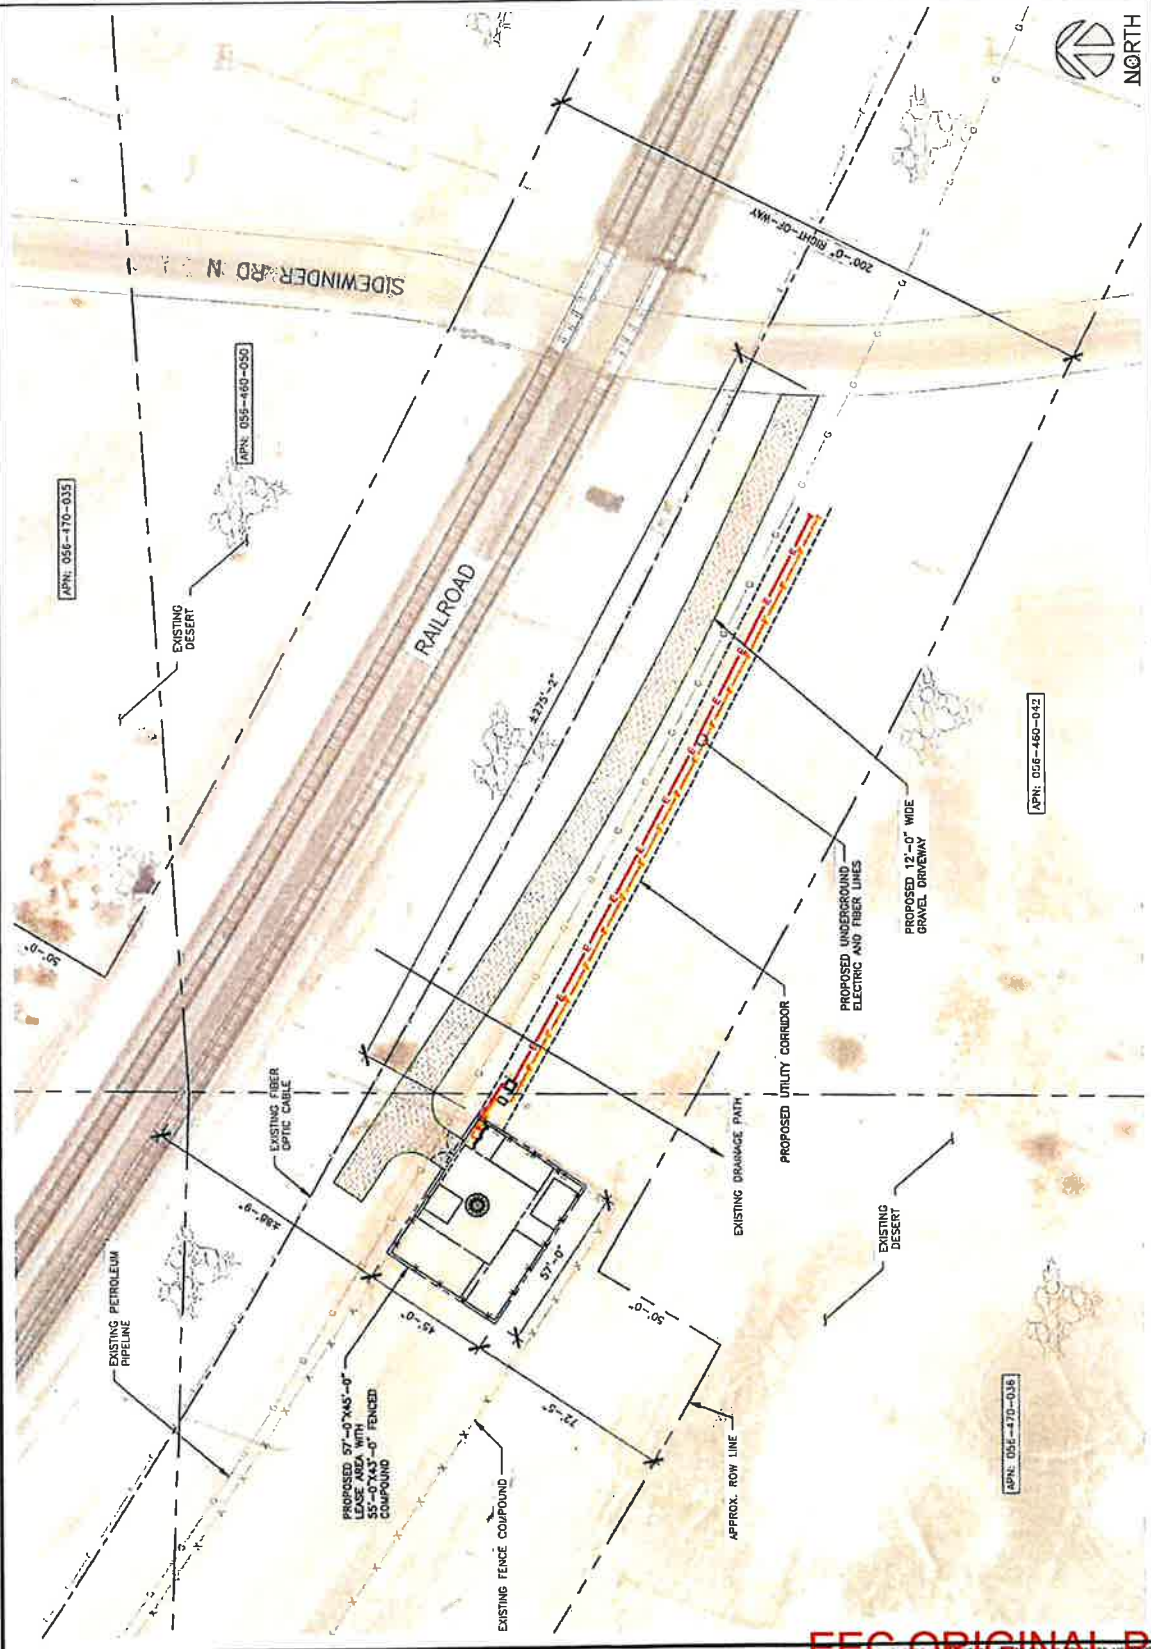 NORTH
SIDEWINDER RD N
200'-0" RIGHT-OF-WAY
APN: 056-460-050
APN: 056-470-035
EXISTING
DESERT
RAILROAD
±275'-2"
APN: 056-460-042
PROPOSED 12'-0" WIDE
GRAVEL DRIVEWAY
PROPOSED UNDERGROUND
ELECTRIC AND FIBER LINES
PROPOSED UTILITY CORRIDOR
50'-0"
EXISTING FIBER
OPTIC CABLE
EXISTING DRAINAGE PATH
EXISTING
DESERT
EXISTING PETROLEUM
PIPELINE
45'-0"
57'-0"
50'-0"
72'-5"
PROPOSED 57'-0"X45'-0"
LEASE AREA WITH
55'-0"X43'-0" FENCED
COMPOUND
EXISTING FENCE COMPOUND
APPROX. ROW LINE
APN: 056-470-036
EEC ORIGINAL